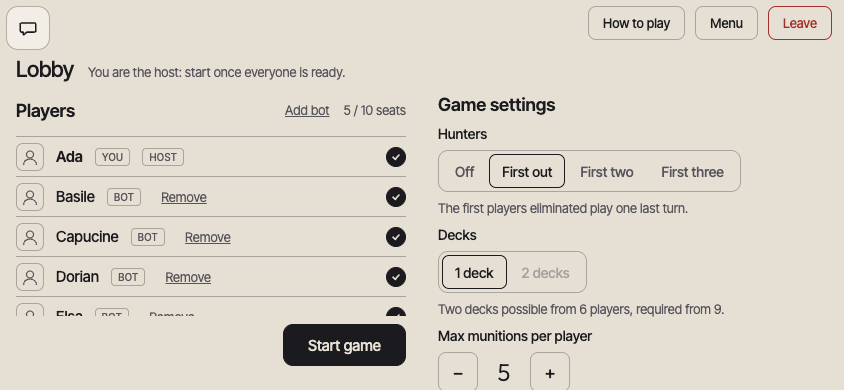 How to play
Menu
Leave
Lobby
You are the host: start once everyone is ready.
Players
Add bot
5 / 10 seats
Ada
YOU
HOST
Basile
BOT
Remove
Capucine
BOT
Remove
Dorian
BOT
Remove
Elsa
BOT
Remove
Start game
Game settings
Hunters
Off
First out
First two
First three
The first players eliminated play one last turn.
Decks
1 deck
2 decks
Two decks possible from 6 players, required from 9.
Max munitions per player
−
5
+